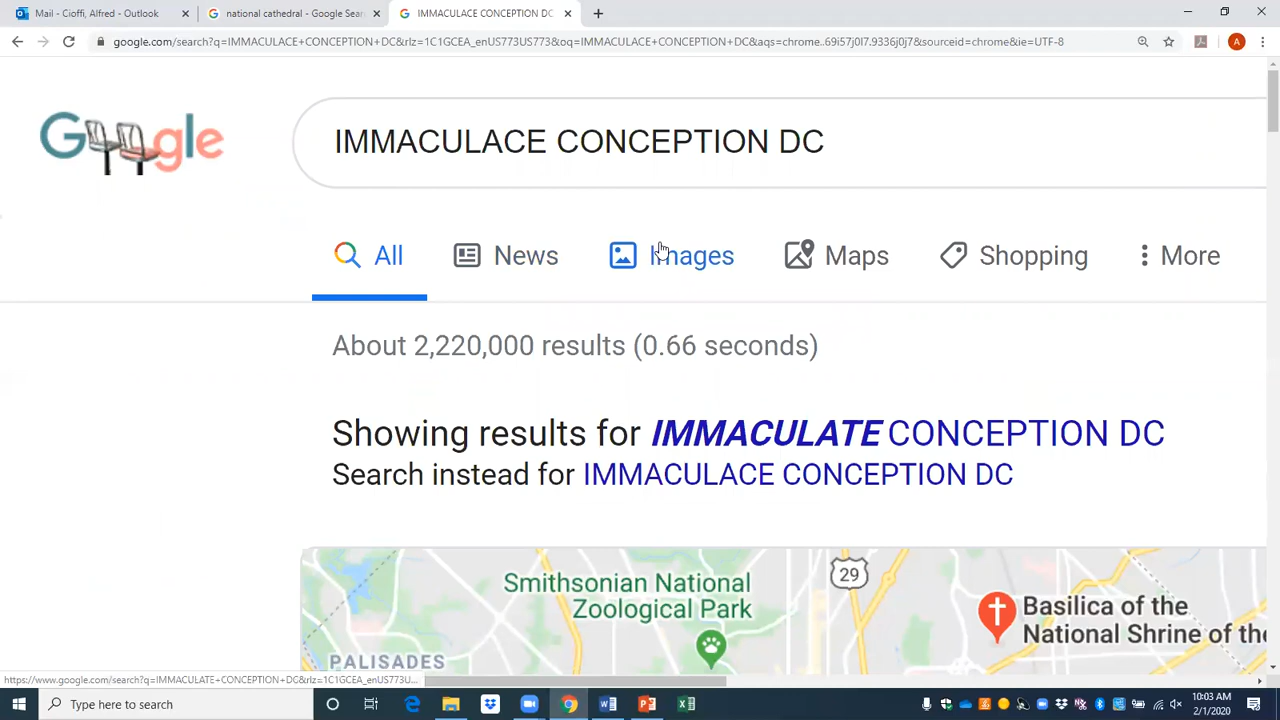 Mail - Cioffi, Alfred - Outlook
national cathedral - Google Sear
IMMACULACE CONCEPTION DC
google.com/search?q=IMMACULACE+CONCEPTION+DC&rlz=1C1GCEA_enUS773US773&oq=IMMACULACE+CONCEPTION+DC&aqs=chrome..69i57j0l7.9336j0j7&sourceid=chrome&ie=UTF-8
A
Google
IMMACULACE CONCEPTION DC
All
News
Images
Maps
Shopping
More
About 2,220,000 results (0.66 seconds)
Showing results for IMMACULATE CONCEPTION DC
Search instead for IMMACULACE CONCEPTION DC
Smithsonian National
Zoological Park
29
Basilica of the
National Shrine of the
PALISADES
https://www.google.com/search?q=IMMACULATE+CONCEPTION+DC&rlz=1C1GCEA_enUS773U...
Type here to search
10:03 AM
2/1/2020